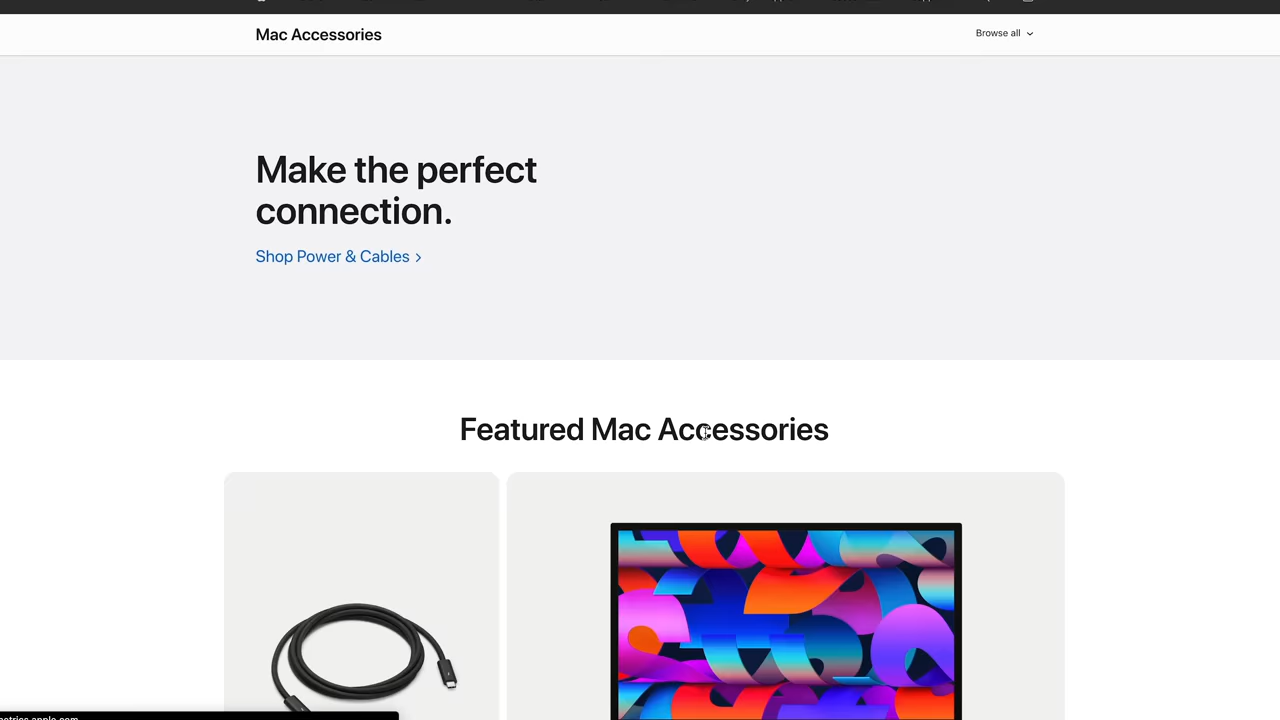 Mac Accessories
Browse all
Make the perfect
connection.
Shop Power & Cables
Featured Mac Accessories